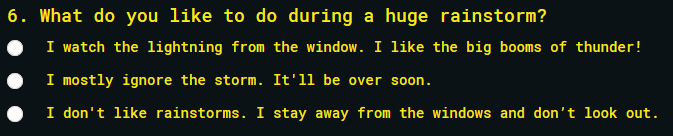 6. What do you like to do during a huge rainstorm?
I watch the lightning from the window. I like the big booms of thunder!
I mostly ignore the storm. It'll be over soon.
I don't like rainstorms. I stay away from the windows and don’t look out.